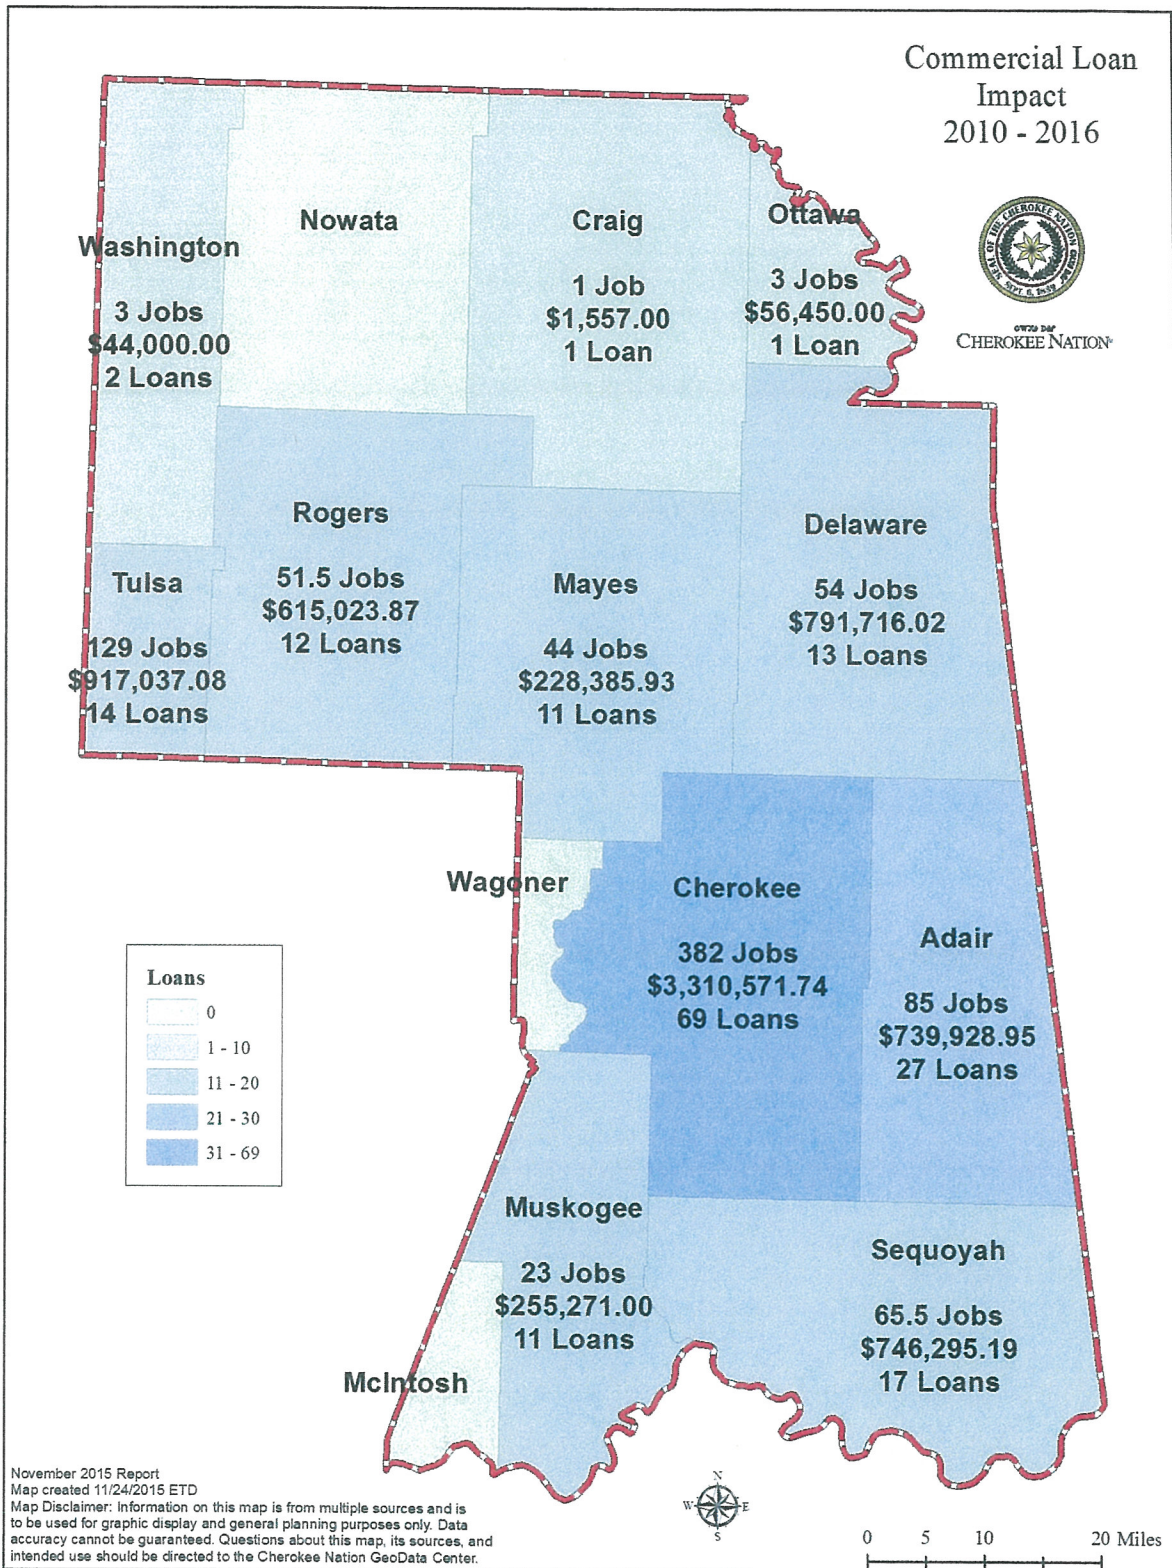 Commercial Loan
Impact
2010 - 2016
SEAL OF THE CHEROKEE NATION
SEPT. 6, 1839
CHEROKEE NATION
Washington
3 Jobs
$44,000.00
2 Loans
Nowata
Craig
1 Job
$1,557.00
1 Loan
Ottawa
3 Jobs
$56,450.00
1 Loan
Tulsa
129 Jobs
$917,037.08
14 Loans
Rogers
51.5 Jobs
$615,023.87
12 Loans
Mayes
44 Jobs
$228,385.93
11 Loans
Delaware
54 Jobs
$791,716.02
13 Loans
Wagoner
Cherokee
382 Jobs
$3,310,571.74
69 Loans
Adair
85 Jobs
$739,928.95
27 Loans
Loans
0
1 - 10
11 - 20
21 - 30
31 - 69
Muskogee
23 Jobs
$255,271.00
11 Loans
Sequoyah
65.5 Jobs
$746,295.19
17 Loans
McIntosh
November 2015 Report
Map created 11/24/2015 ETD
Map Disclaimer: Information on this map is from multiple sources and is
to be used for graphic display and general planning purposes only. Data
accuracy cannot be guaranteed. Questions about this map, its sources, and
intended use should be directed to the Cherokee Nation GeoData Center.
N
W E
S
0 5 10 20 Miles